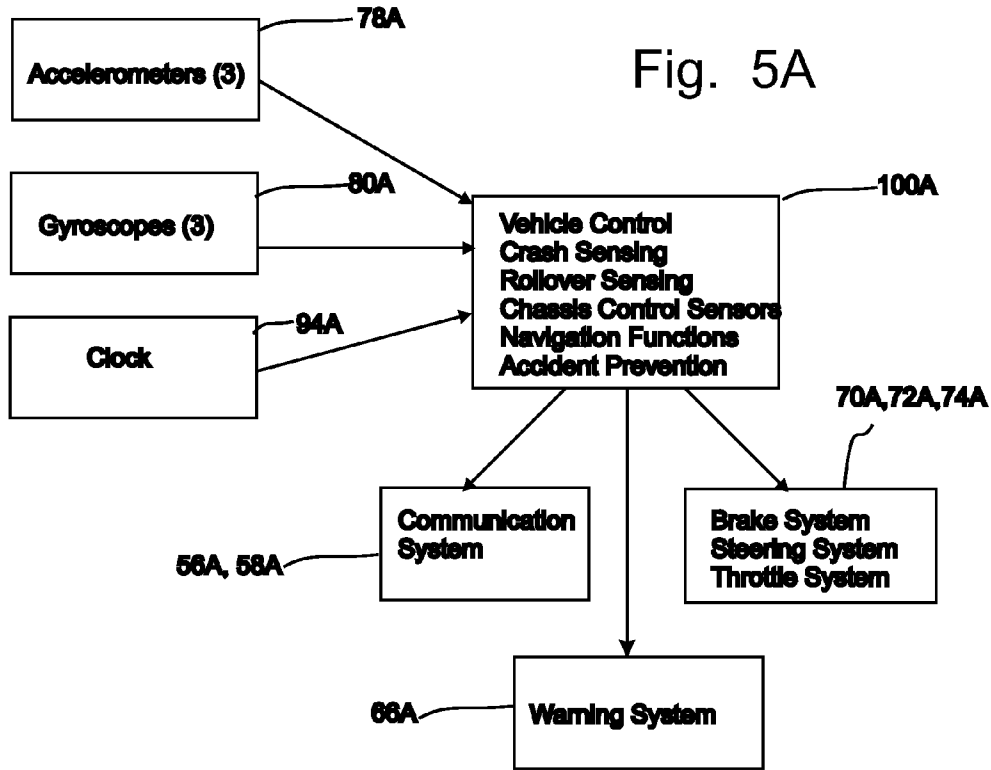 78A
Accelerometers (3)
Fig. 5A
80A
Gyroscopes (3)
100A
Vehicle Control
Crash Sensing
Rollover Sensing
Chassis Control Sensors
Navigation Functions
Accident Prevention
94A
Clock
70A,72A,74A
Communication
System
56A, 58A
Brake System
Steering System
Throttle System
66A
Warning System